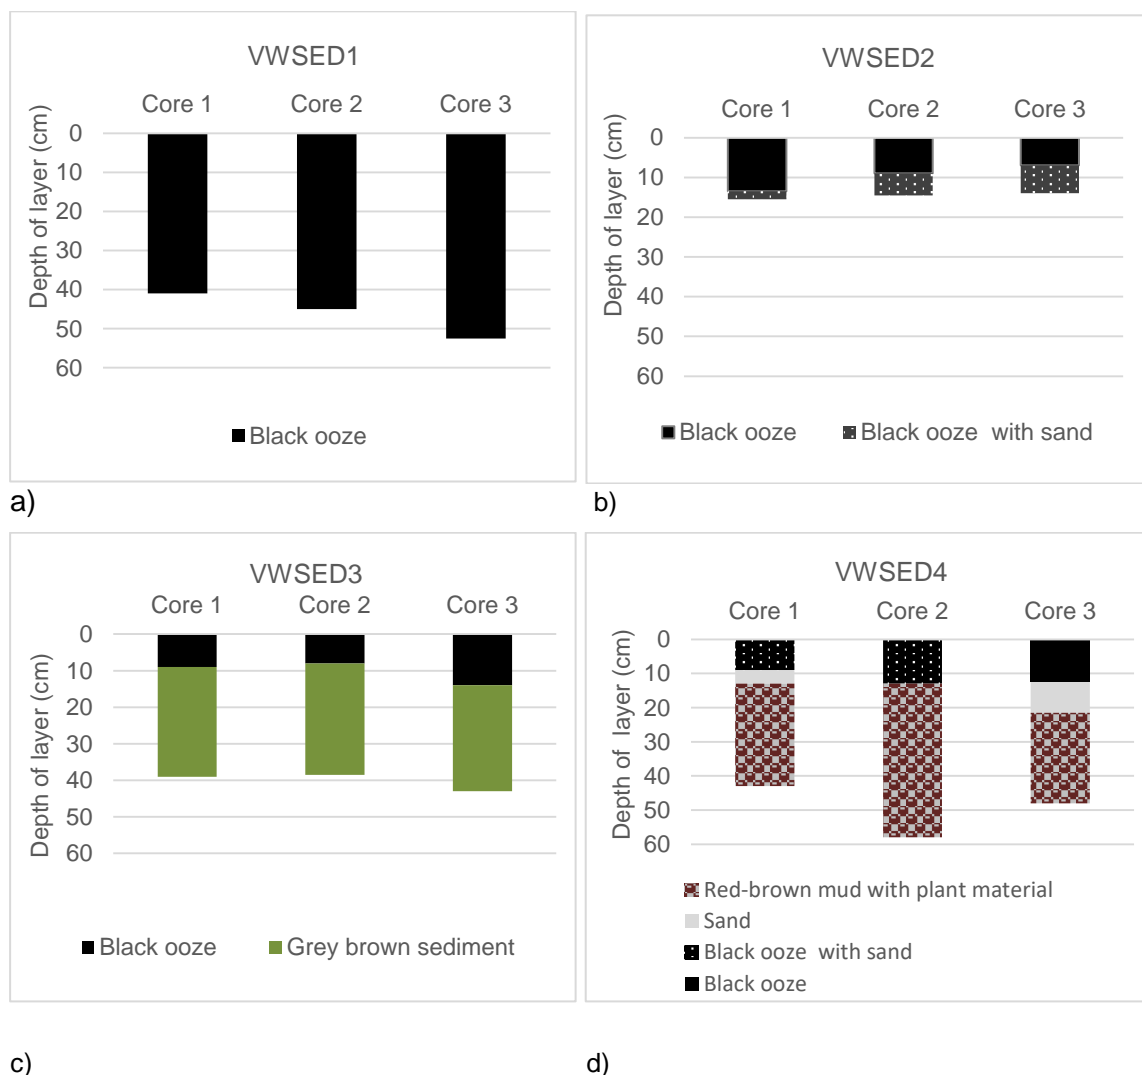 VWSED1
Core 1 Core 2 Core 3
Depth of layer (cm)
0
10
20
30
40
50
60
Black ooze
a)
VWSED2
Core 1 Core 2 Core 3
Depth of layer (cm)
0
10
20
30
40
50
60
Black ooze Black ooze with sand
b)
VWSED3
Core 1 Core 2 Core 3
Depth of layer (cm)
0
10
20
30
40
50
60
Black ooze Grey brown sediment
c)
VWSED4
Core 1 Core 2 Core 3
Depth of layer (cm)
0
10
20
30
40
50
60
Red-brown mud with plant material
Sand
Black ooze with sand
Black ooze
d)